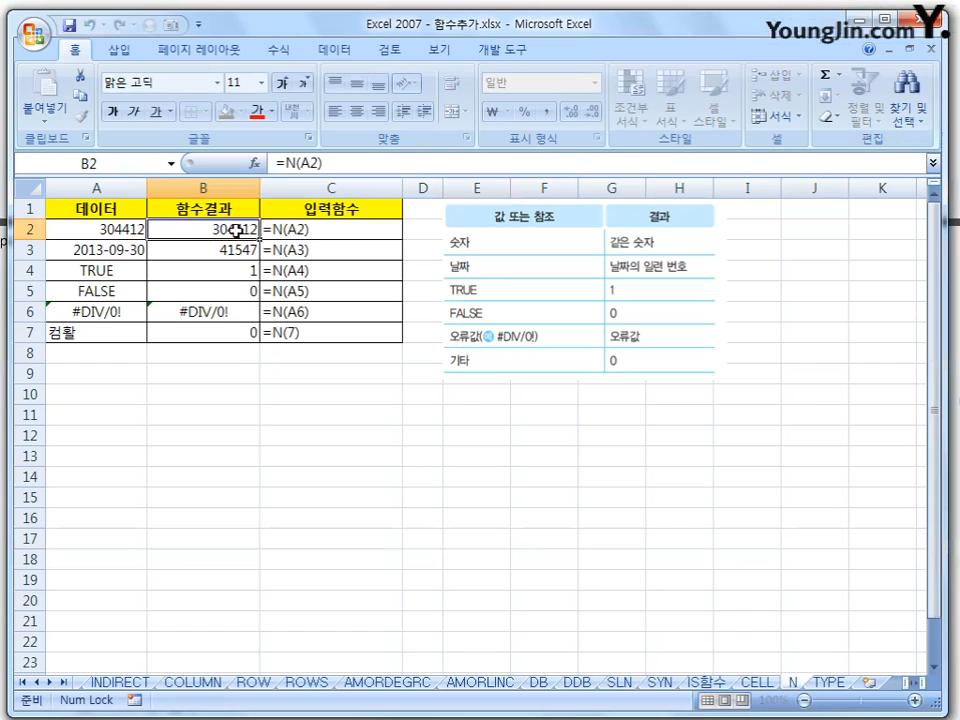 Excel 2007 - 함수추가.xlsx - Microsoft Excel
YoungJin.com Y.
홈 삽입 페이지 레이아웃 수식 데이터 검토 보기 개발 도구
붙여넣기
맑은 고딕 11 일반
가 가 가 가
조건부 서식 표 서식 셀 스타일
삽입
삭제
서식
정렬 및 찾기 및
선택
클립보드 글꼴 맞춤 표시 형식 스타일 셀 편집
B2 fx =N(A2)
A B C D E F G H I J K
1 데이터 함수결과 입력함수
2 304412 304412 =N(A2)
3 2013-09-30 41547 =N(A3)
4 TRUE 1 =N(A4)
5 FALSE 0 =N(A5)
6 #DIV/0! #DIV/0! =N(A6)
7 컴활 0 =N(7)
값 또는 참조 결과
숫자 같은 숫자
날짜 날짜의 일련 번호
TRUE 1
FALSE 0
오류값(예 #DIV/0!) 오류값
기타 0
8
9
10
11
12
13
14
15
16
17
18
19
20
21
22
23
INDIRECT COLUMN ROW ROWS AMORDEGRC AMORLINC DB DDB SLN SYN IS함수 CELL N TYPE
준비 Num Lock 100%